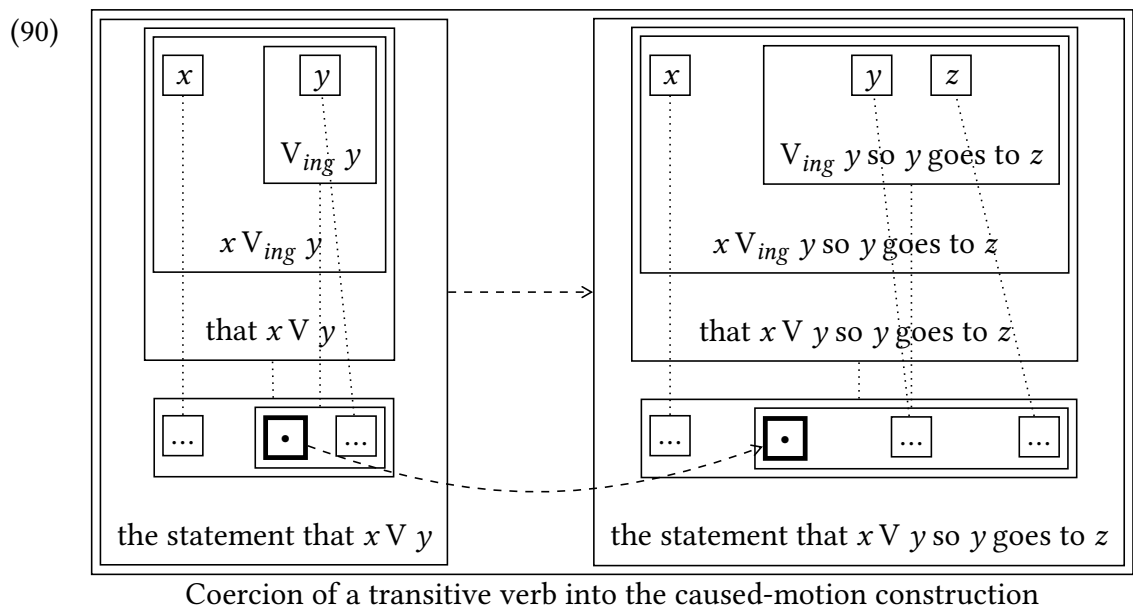 (90)
x y x y z
V_ing y V_ing y so y goes to z
x V_ing y x V_ing y so y goes to z
that x V y that x V y so y goes to z
... • ... ... • ... ...
the statement that x V y the statement that x V y so y goes to z
Coercion of a transitive verb into the caused-motion construction